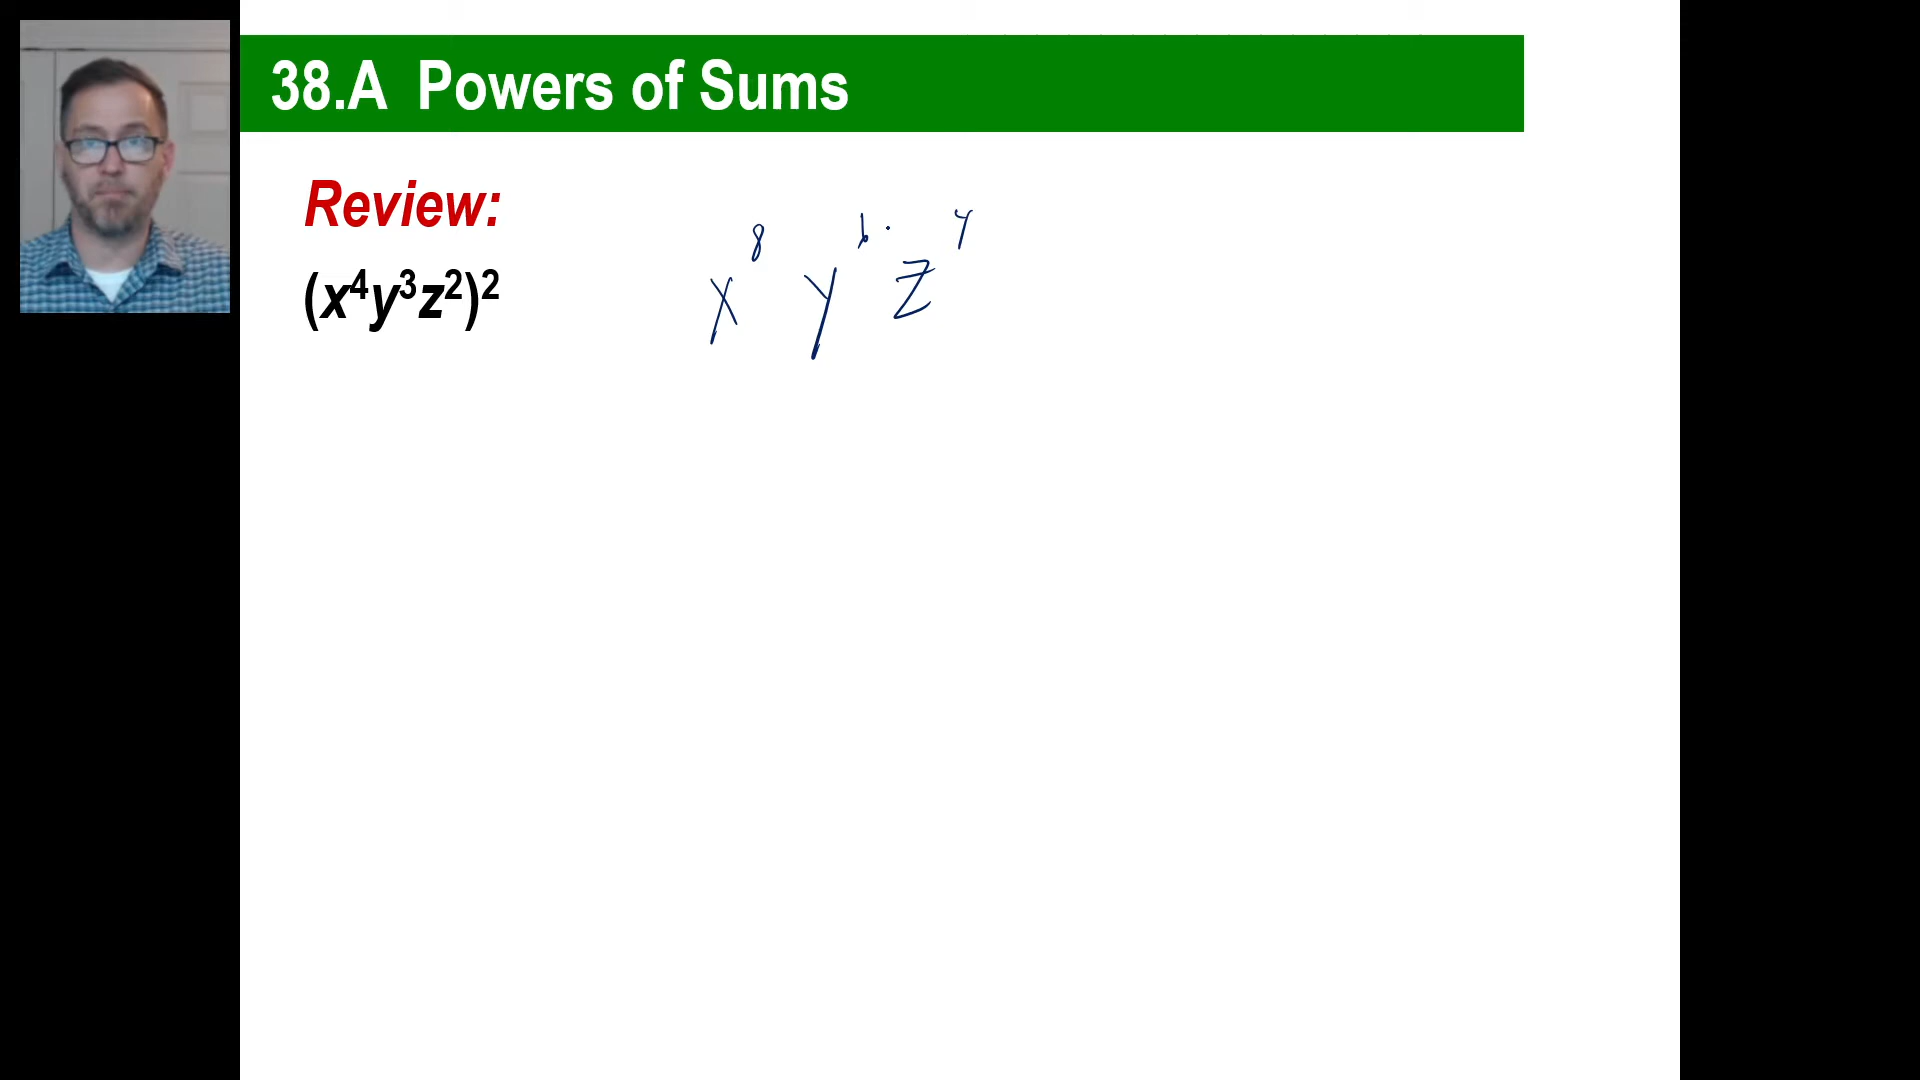 38.A Powers of Sums
Review:
(x⁴y³z²)² x⁸ y⁶ z⁴